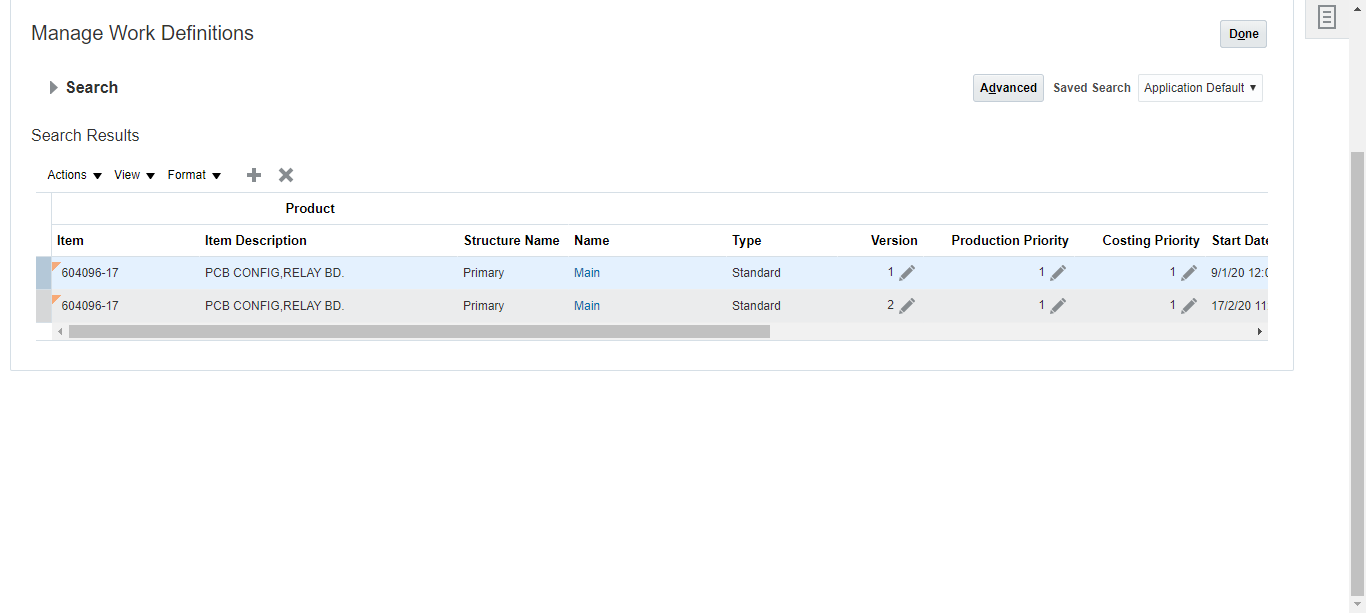 Manage Work Definitions
Done
Search
Advanced Saved Search Application Default
Search Results
Actions View Format
Product
Item Item Description Structure Name Name Type Version Production Priority Costing Priority Start Date
604096-17 PCB CONFIG,RELAY BD. Primary Main Standard 1 1 1 9/1/20 12:0
604096-17 PCB CONFIG,RELAY BD. Primary Main Standard 2 1 1 17/2/20 11